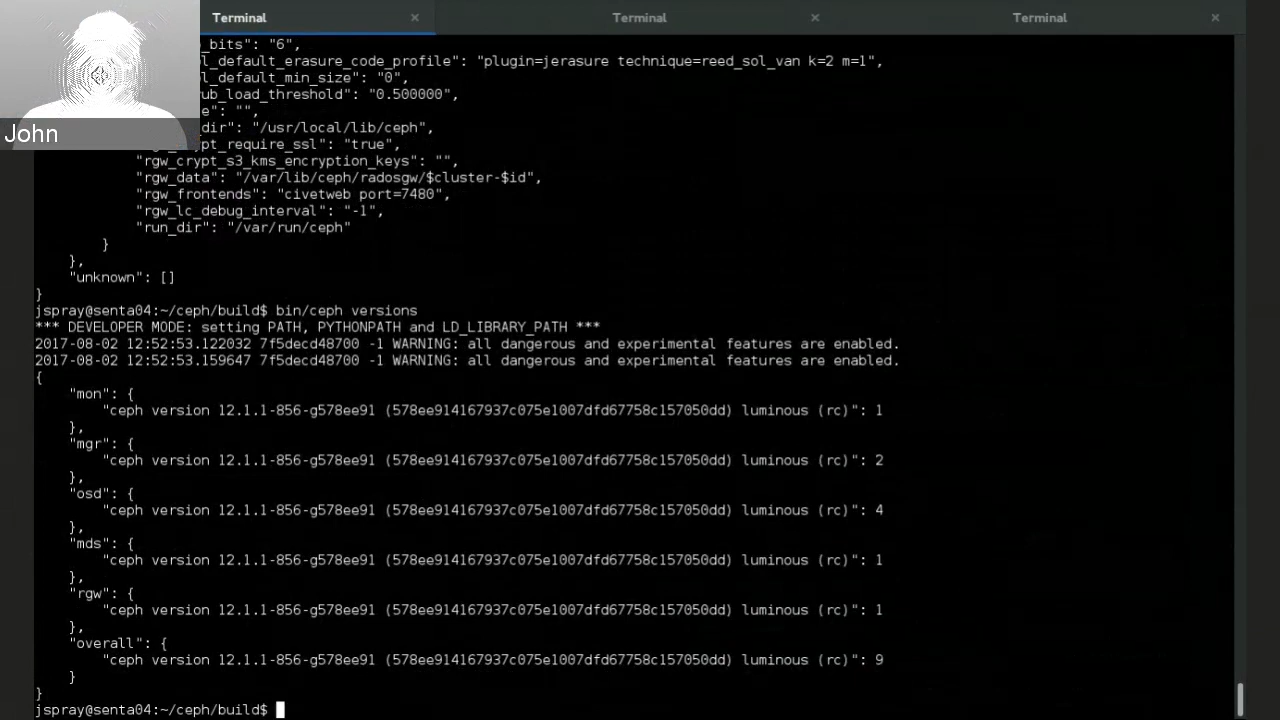 Terminal × Terminal × Terminal ×
_bits": "6",
l_default_erasure_code_profile": "plugin=jerasure technique=reed_sol_van k=2 m=1",
l_default_min_size": "0",
ub_load_threshold": "0.500000",
e": "",
_dir": "/usr/local/lib/ceph",
John
pt_require_ssl": "true",
"rgw_crypt_s3_kms_encryption_keys": "",
"rgw_data": "/var/lib/ceph/radosgw/$cluster-$id",
"rgw_frontends": "civetweb port=7480",
"rgw_lc_debug_interval": "-1",
"run_dir": "/var/run/ceph"
}
},
"unknown": []
}
jspray@senta04:~/ceph/build$ bin/ceph versions
*** DEVELOPER MODE: setting PATH, PYTHONPATH and LD_LIBRARY_PATH ***
2017-08-02 12:52:53.122032 7f5decd48700 -1 WARNING: all dangerous and experimental features are enabled.
2017-08-02 12:52:53.159647 7f5decd48700 -1 WARNING: all dangerous and experimental features are enabled.
{
"mon": {
"ceph version 12.1.1-856-g578ee91 (578ee914167937c075e1007dfd67758c157050dd) luminous (rc)": 1
},
"mgr": {
"ceph version 12.1.1-856-g578ee91 (578ee914167937c075e1007dfd67758c157050dd) luminous (rc)": 2
},
"osd": {
"ceph version 12.1.1-856-g578ee91 (578ee914167937c075e1007dfd67758c157050dd) luminous (rc)": 4
},
"mds": {
"ceph version 12.1.1-856-g578ee91 (578ee914167937c075e1007dfd67758c157050dd) luminous (rc)": 1
},
"rgw": {
"ceph version 12.1.1-856-g578ee91 (578ee914167937c075e1007dfd67758c157050dd) luminous (rc)": 1
},
"overall": {
"ceph version 12.1.1-856-g578ee91 (578ee914167937c075e1007dfd67758c157050dd) luminous (rc)": 9
}
}
jspray@senta04:~/ceph/build$